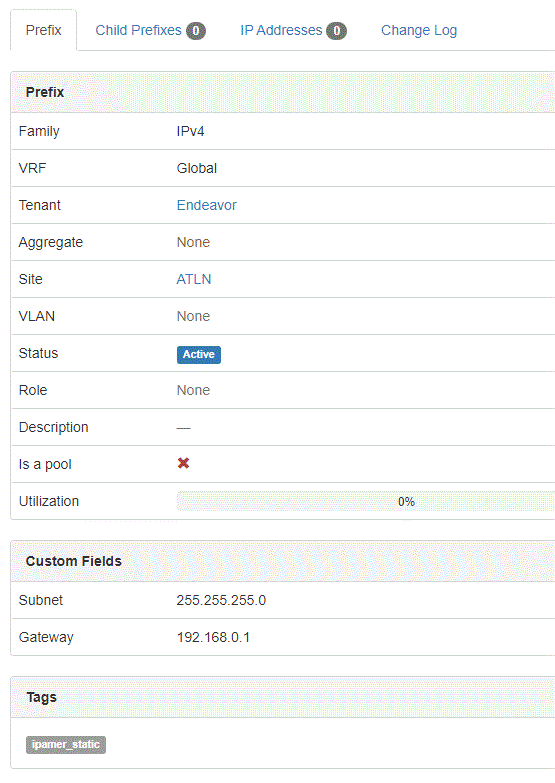 Prefix Child Prefixes 0 IP Addresses 0 Change Log
Prefix
Family IPv4
VRF Global
Tenant Endeavor
Aggregate None
Site ATLN
VLAN None
Status Active
Role None
Description —
Is a pool ✖
Utilization 0%
Custom Fields
Subnet 255.255.255.0
Gateway 192.168.0.1
Tags
ipamer_static